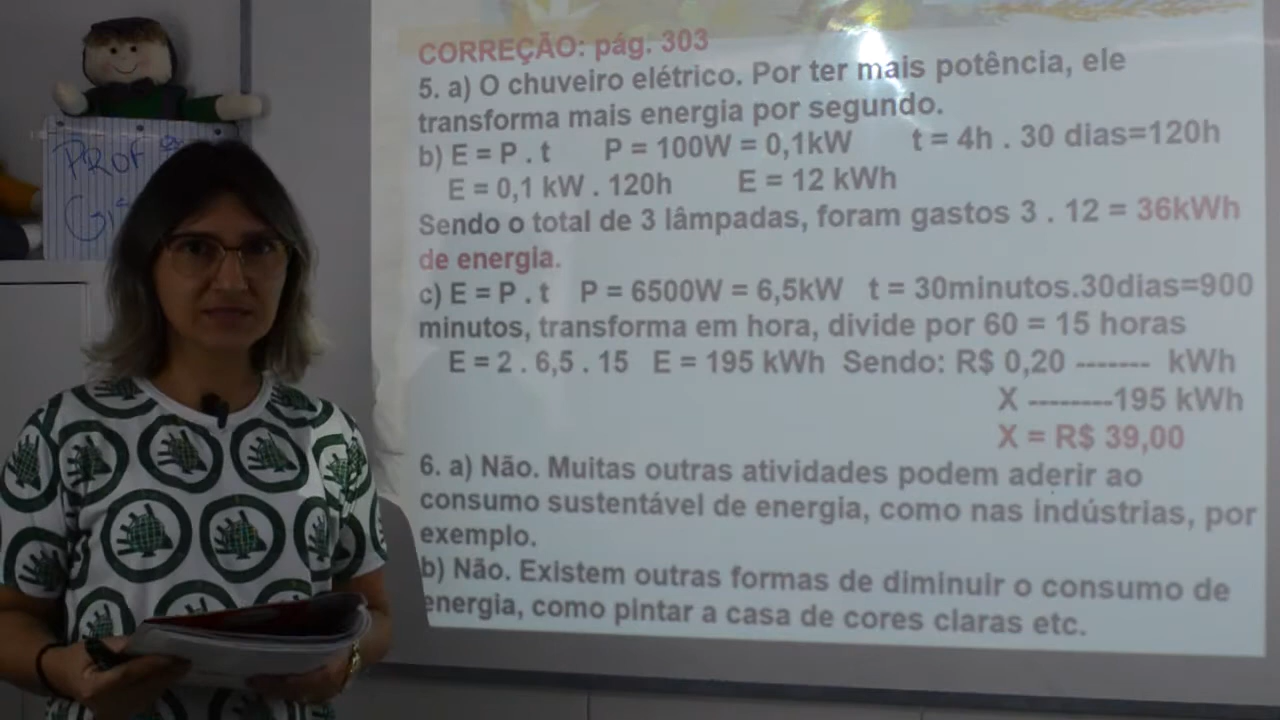 PROF
CORREÇÃO: pág. 303
5. a) O chuveiro elétrico. Por ter mais potência, ele
transforma mais energia por segundo.
b) E = P . t P = 100W = 0,1kW t = 4h . 30 dias=120h
E = 0,1 kW . 120h E = 12 kWh
Sendo o total de 3 lâmpadas, foram gastos 3 . 12 = 36kWh
de energia.
c) E = P . t P = 6500W = 6,5kW t = 30minutos.30dias=900
minutos, transforma em hora, divide por 60 = 15 horas
E = 2 . 6,5 . 15 E = 195 kWh Sendo: R$ 0,20 ------- kWh
X --------195 kWh
X = R$ 39,00
6. a) Não. Muitas outras atividades podem aderir ao
consumo sustentável de energia, como nas indústrias, por
exemplo.
b) Não. Existem outras formas de diminuir o consumo de
energia, como pintar a casa de cores claras etc.